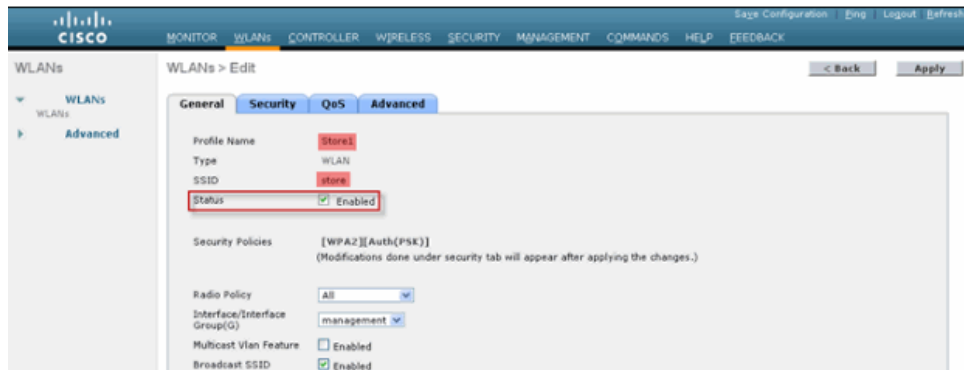 Save Configuration Ping Logout Refresh
CISCO MONITOR WLANs CONTROLLER WIRELESS SECURITY MANAGEMENT COMMANDS HELP FEEDBACK
WLANs
WLANs
WLANs
Advanced
WLANs > Edit
< Back Apply
General Security QoS Advanced
Profile Name Store1
Type WLAN
SSID store
Status Enabled
Security Policies [WPA2][Auth(PSK)]
(Modifications done under security tab will appear after applying the changes.)
Radio Policy All
Interface/Interface
Group(G) management
Multicast Vlan Feature Enabled
Broadcast SSID Enabled